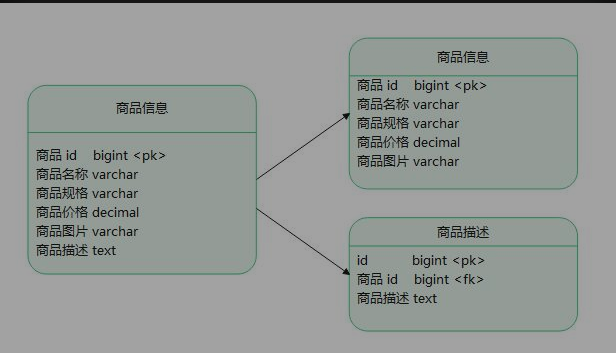 商品信息
商品 id bigint <pk>
商品名称 varchar
商品规格 varchar
商品价格 decimal
商品图片 varchar
商品描述 text
商品信息
商品 id bigint <pk>
商品名称 varchar
商品规格 varchar
商品价格 decimal
商品图片 varchar
商品描述
id bigint <pk>
商品 id bigint <fk>
商品描述 text